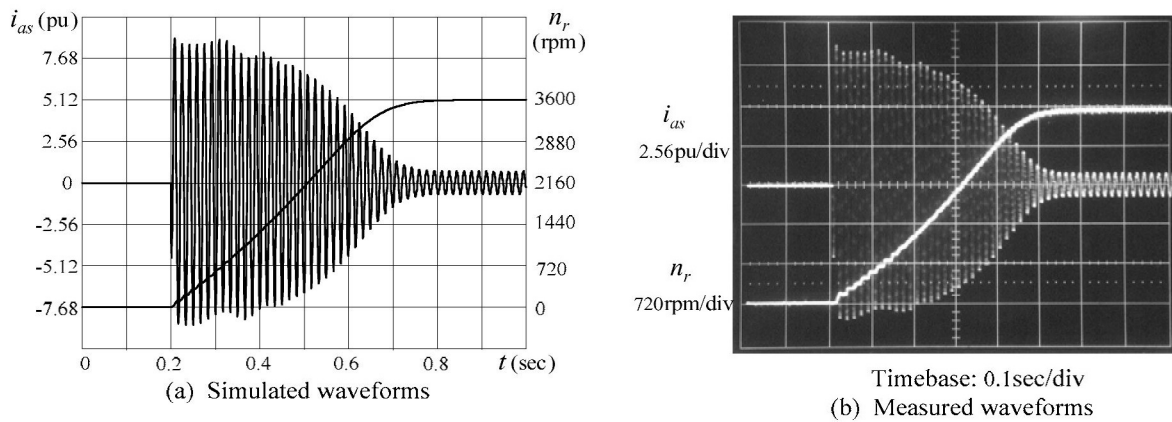 i_as (pu)
n_r
(rpm)
7.68
5.12
3600
2.56
2880
0
2160
-2.56
1440
-5.12
720
-7.68
0
0
0.2
0.4
0.6
0.8
t (sec)
(a) Simulated waveforms
i_as
2.56pu/div
n_r
720rpm/div
Timebase: 0.1sec/div
(b) Measured waveforms